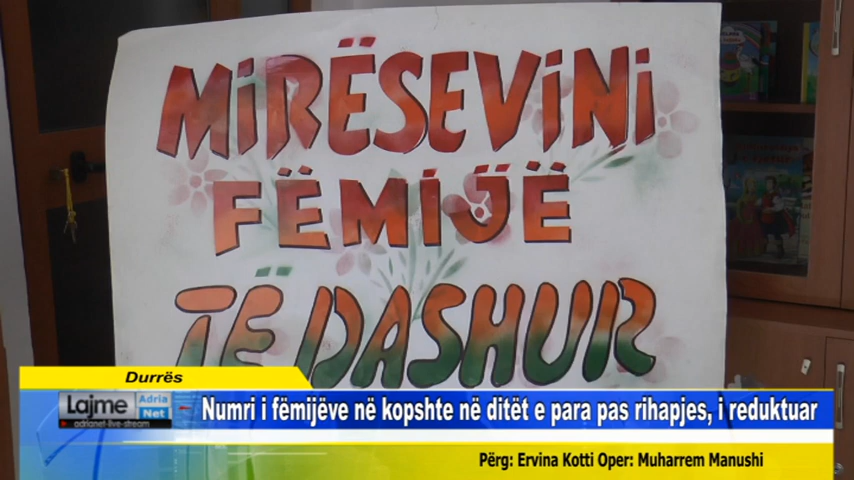 MIRËSEVINI
FËMIJË
TË DASHUR
Durrës
Lajme
Adria
Net
adrianet-live-stream
Numri i fëmijëve në kopshte në ditët e para pas rihapjes, i reduktuar
Përg: Ervina Kotti Oper: Muharrem Manushi